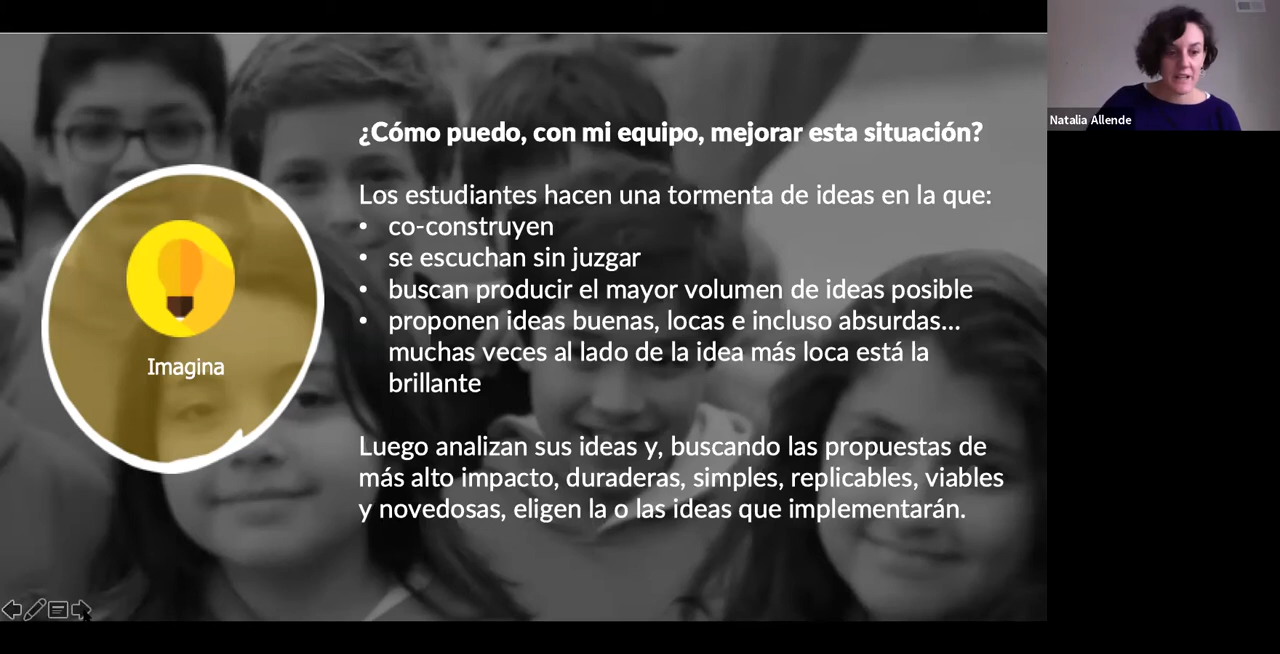 ¿Cómo puedo, con mi equipo, mejorar esta situación?
Los estudiantes hacen una tormenta de ideas en la que:
• co-construyen
• se escuchan sin juzgar
• buscan producir el mayor volumen de ideas posible
• proponen ideas buenas, locas e incluso absurdas...
muchas veces al lado de la idea más loca está la
brillante
Luego analizan sus ideas y, buscando las propuestas de
más alto impacto, duraderas, simples, replicables, viables
y novedosas, eligen la o las ideas que implementarán.
Imagina
Natalia Allende